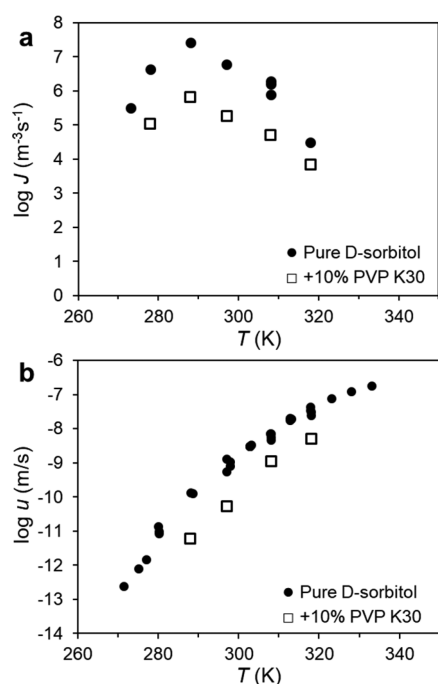 a
8
7
6
5
4
3
2
1
0
log J (m⁻³s⁻¹)
● Pure D-sorbitol
□ +10% PVP K30
260 280 300 320 340
T (K)
b
-6
-7
-8
-9
-10
-11
-12
-13
-14
log u (m/s)
● Pure D-sorbitol
□ +10% PVP K30
260 280 300 320 340
T (K)